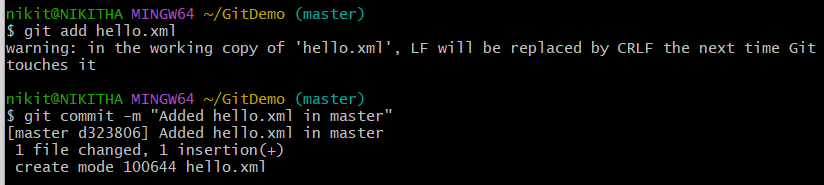 nikit@NIKITHA MINGW64 ~/GitDemo (master)
$ git add hello.xml
warning: in the working copy of 'hello.xml', LF will be replaced by CRLF the next time Git
touches it
nikit@NIKITHA MINGW64 ~/GitDemo (master)
$ git commit -m "Added hello.xml in master"
[master d323806] Added hello.xml in master
 1 file changed, 1 insertion(+)
 create mode 100644 hello.xml